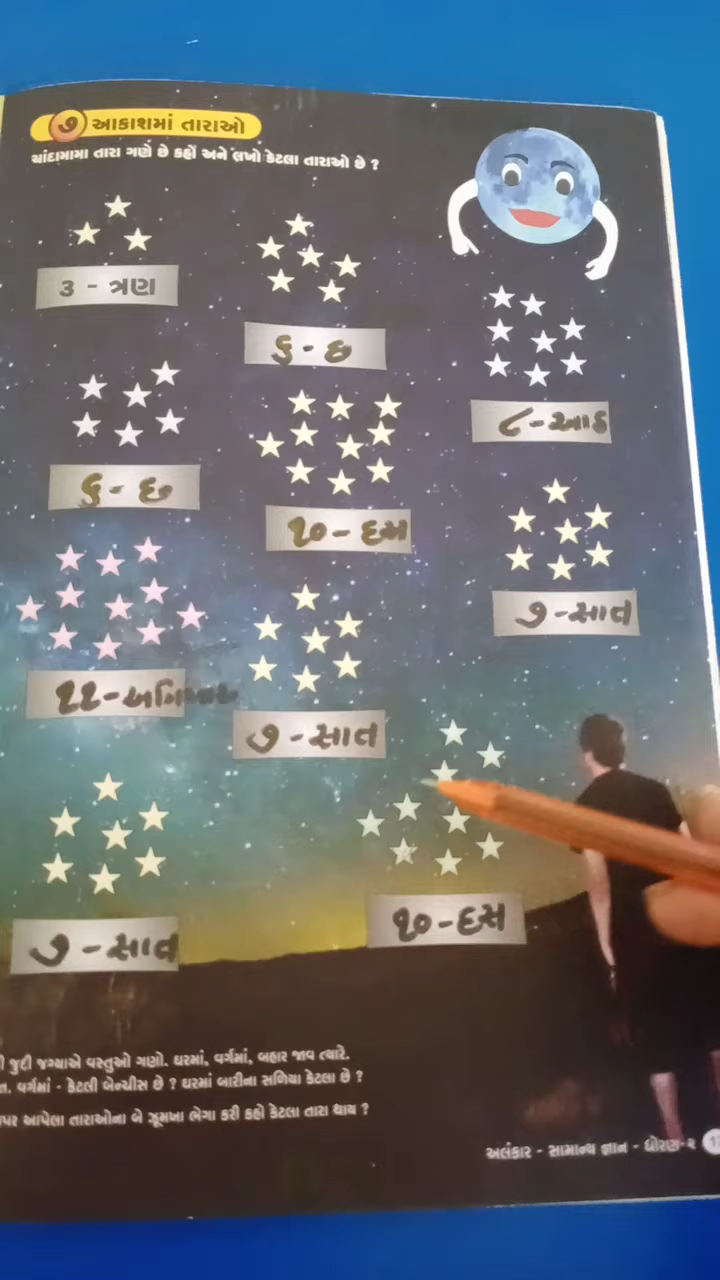 ૭ આકાશમાં તારાઓ
ચાંદામામા તારા ગણે છે કહો અને લખો કેટલા તારાઓ છે ?
૩ - ત્રણ
૬ - છ
૮ - આઠ
૬ - છ
૧૦ - દસ
૭ - સાત
૧૧ - અગિયાર
૭ - સાત
૭ - સાત
૧૦ - દસ
જુદી જગ્યાએ વસ્તુઓ ગણો. ઘરમાં, વર્ગમાં, બહાર જાવ ત્યારે.
વર્ગમાં - કેટલી બેન્ચીસ છે ? ઘરમાં બારીના સળિયા કેટલા છે ?
આપેલા તારાઓના બે ઝૂમખા ભેગા કરી કહો કેટલા તારા થાય ?
અલંકાર - સામાન્ય જ્ઞાન - ધોરણ-૨